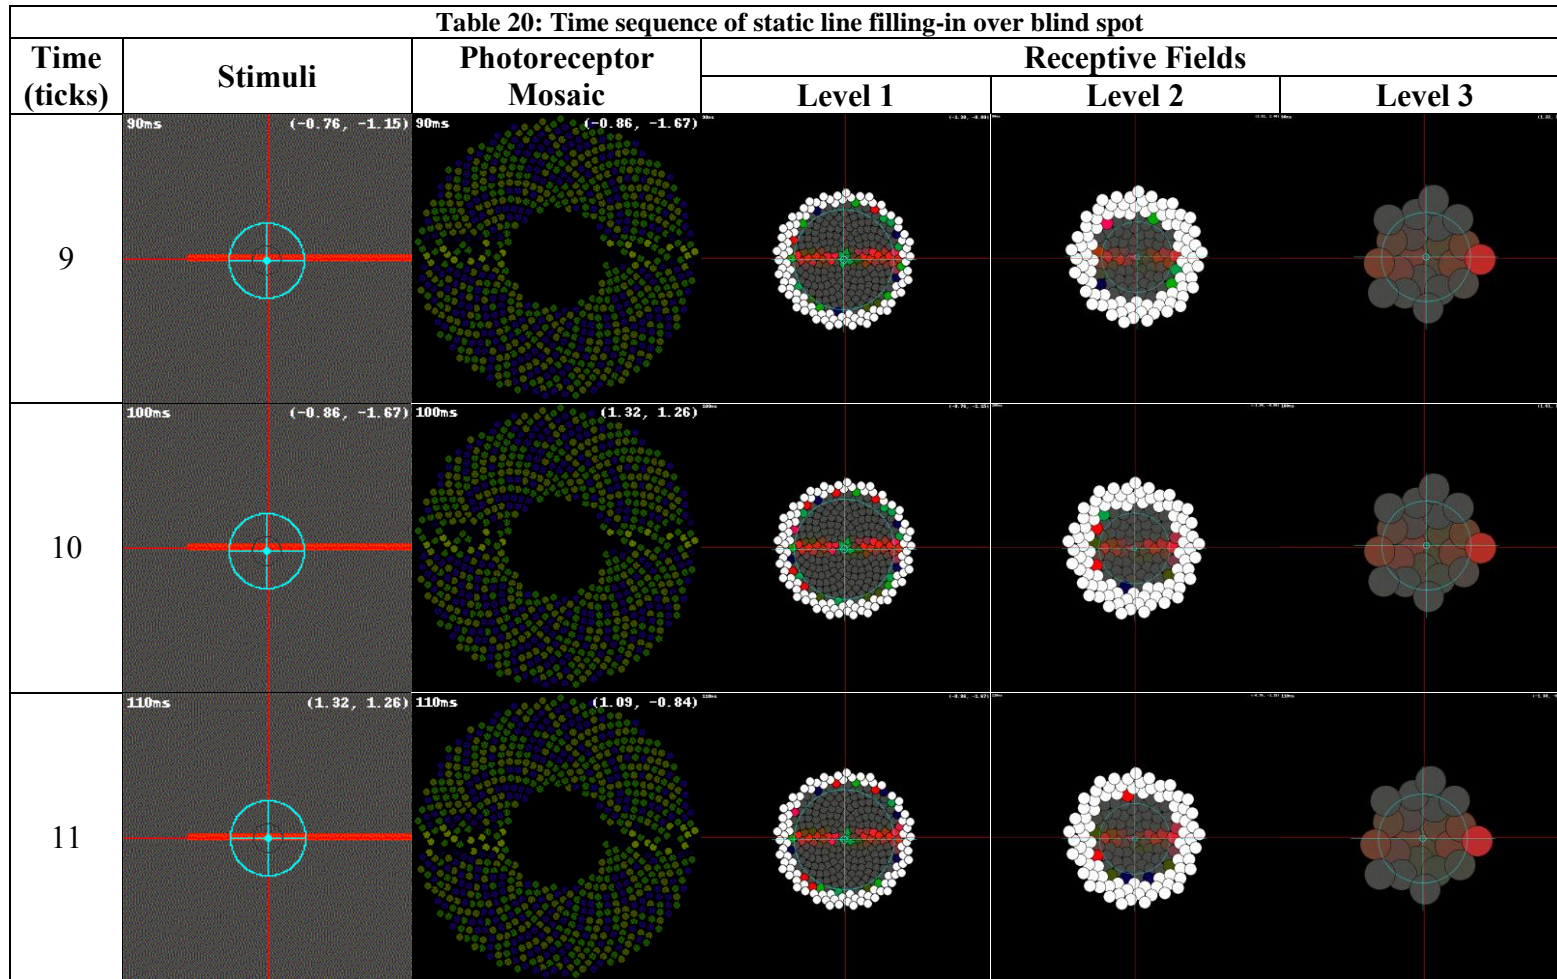 Table 20: Time sequence of static line filling-in over blind spot
Time (ticks)
Stimuli
Photoreceptor Mosaic
Receptive Fields
Level 1
Level 2
Level 3
9
90ms (-0.76, -1.15)
90ms (-0.86, -1.67)
10
100ms (-0.86, -1.67)
100ms (1.32, 1.26)
11
110ms (1.32, 1.26)
110ms (1.09, -0.84)